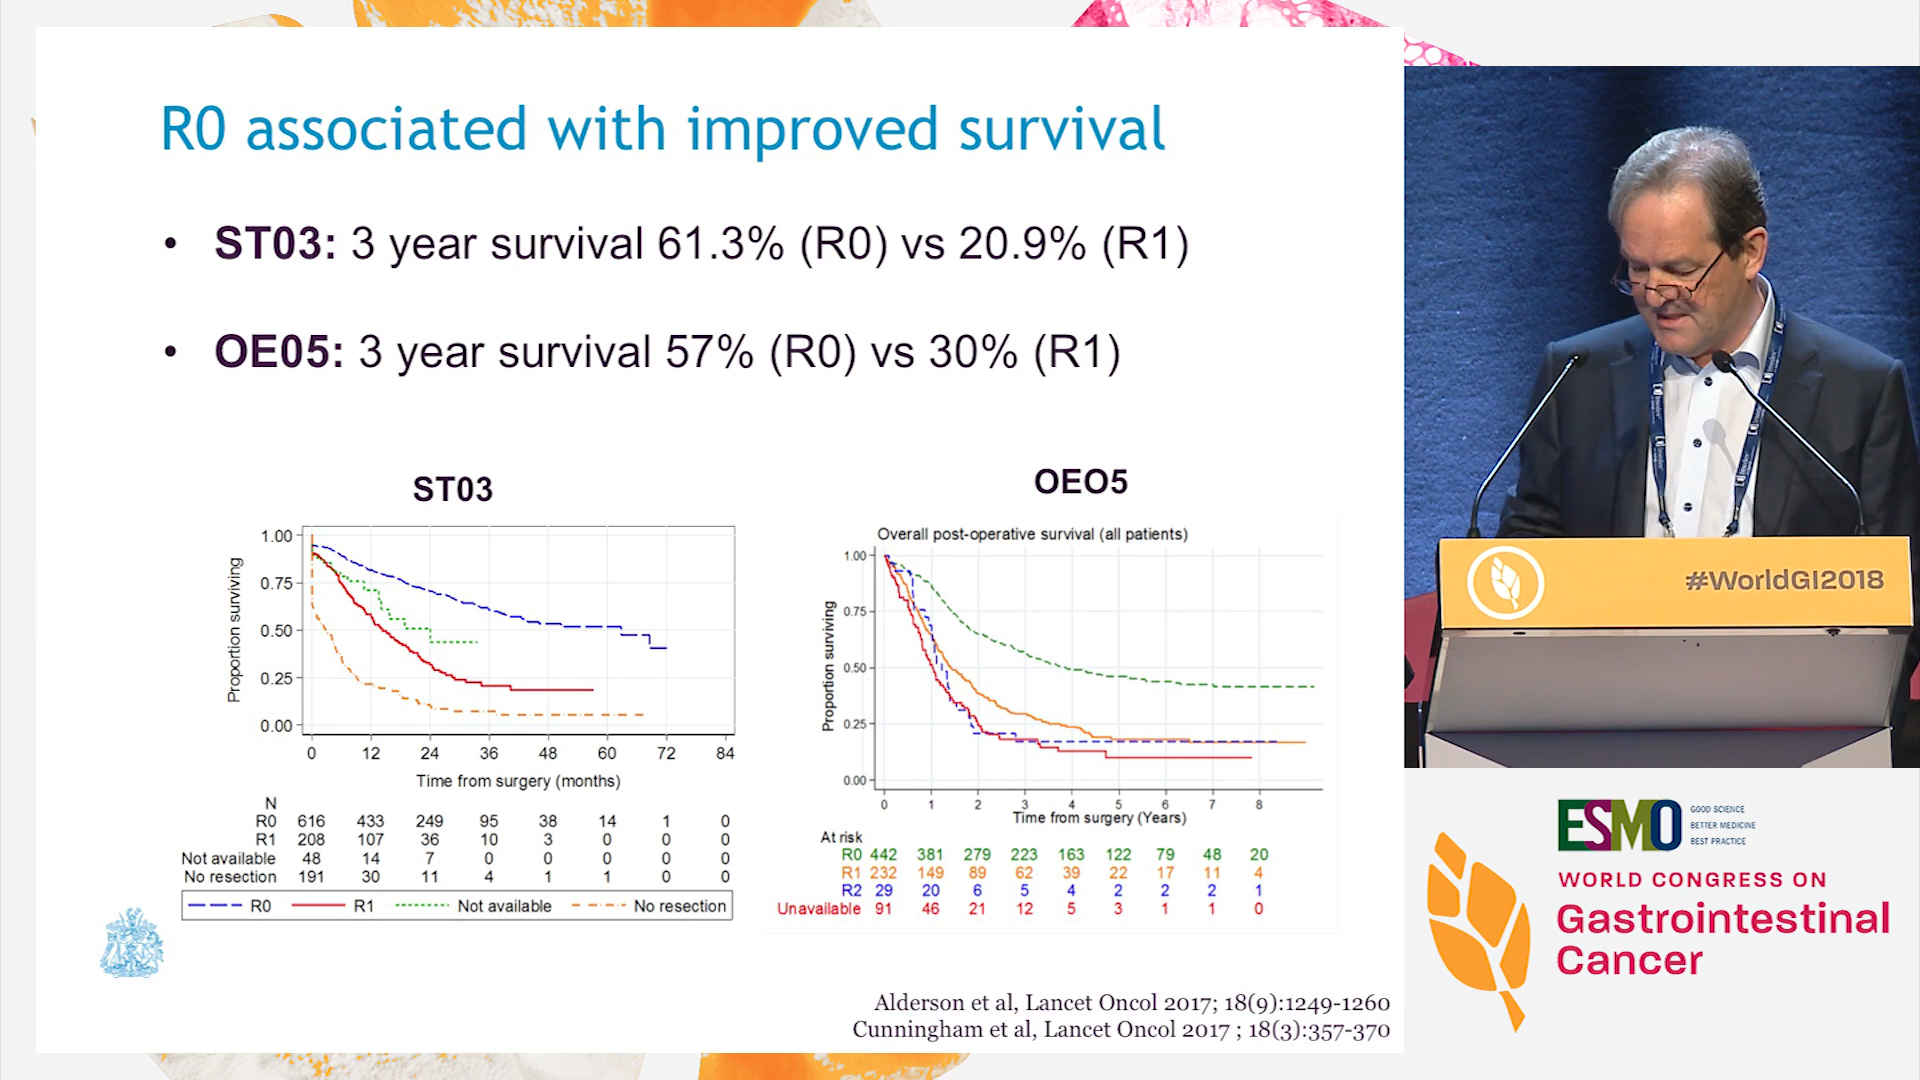 R0 associated with improved survival
• ST03: 3 year survival 61.3% (R0) vs 20.9% (R1)
• OE05: 3 year survival 57% (R0) vs 30% (R1)
ST03
1.00
0.75
0.50
0.25
0.00
Proportion surviving
0 12 24 36 48 60 72 84
Time from surgery (months)
N
R0 616 433 249 95 38 14 1 0
R1 208 107 36 10 3 0 0 0
Not available 48 14 7 0 0 0 0 0
No resection 191 30 11 4 1 1 0 0
R0 R1 Not available No resection
OEO5
Overall post-operative survival (all patients)
1.00
0.75
0.50
0.25
0.00
Proportion surviving
0 1 2 3 4 5 6 7 8
Time from surgery (Years)
At risk
R0 442 381 279 223 163 122 79 48 20
R1 232 149 89 62 39 22 17 11 4
R2 29 20 6 5 4 2 2 2 1
Unavailable 91 46 21 12 5 3 1 1 0
Alderson et al, Lancet Oncol 2017; 18(9):1249-1260
Cunningham et al, Lancet Oncol 2017 ; 18(3):357-370
#WorldGI2018
ESMO
GOOD SCIENCE
BETTER MEDICINE
BEST PRACTICE
WORLD CONGRESS ON
Gastrointestinal
Cancer